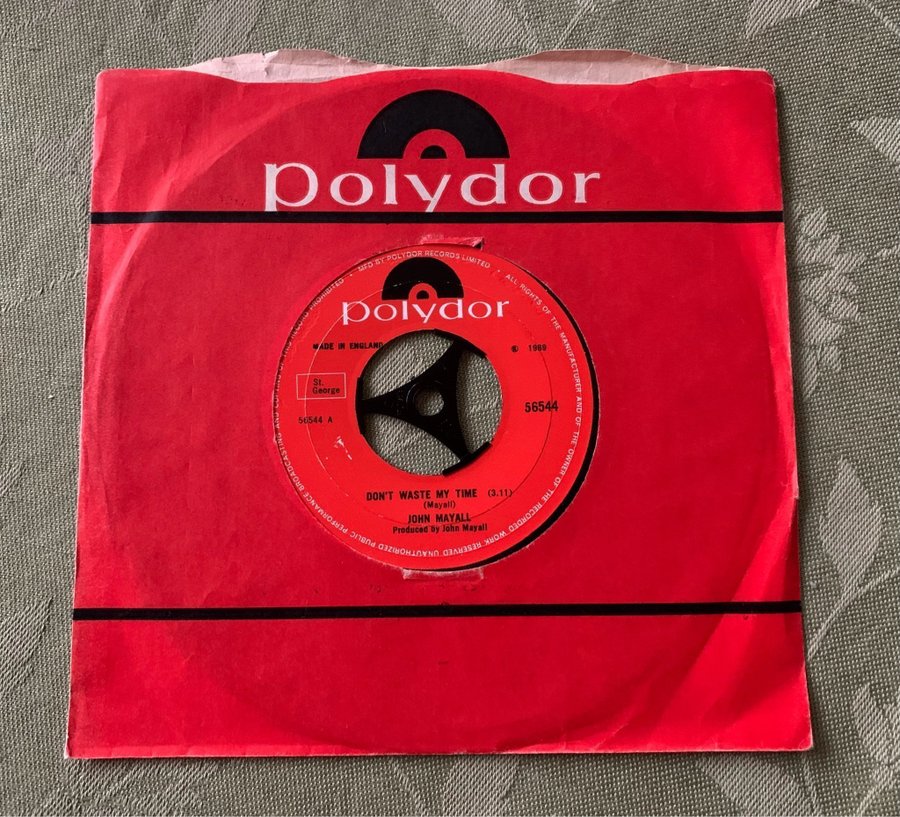 polydor
MFD BY POLYDOR RECORDS LIMITED • ALL RIGHTS OF THE MANUFACTURER AND OF THE OWNER OF THE RECORDED WORK RESERVED UNAUTHORIZED PUBLIC PERFORMANCE BROADCASTING AND COPYING OF THIS RECORD PROHIBITED •
polydor
MADE IN ENGLAND
℗ 1969
St.
George
56544 A
56544
DON'T WASTE MY TIME (3.11)
(Mayall)
JOHN MAYALL
Produced by John Mayall